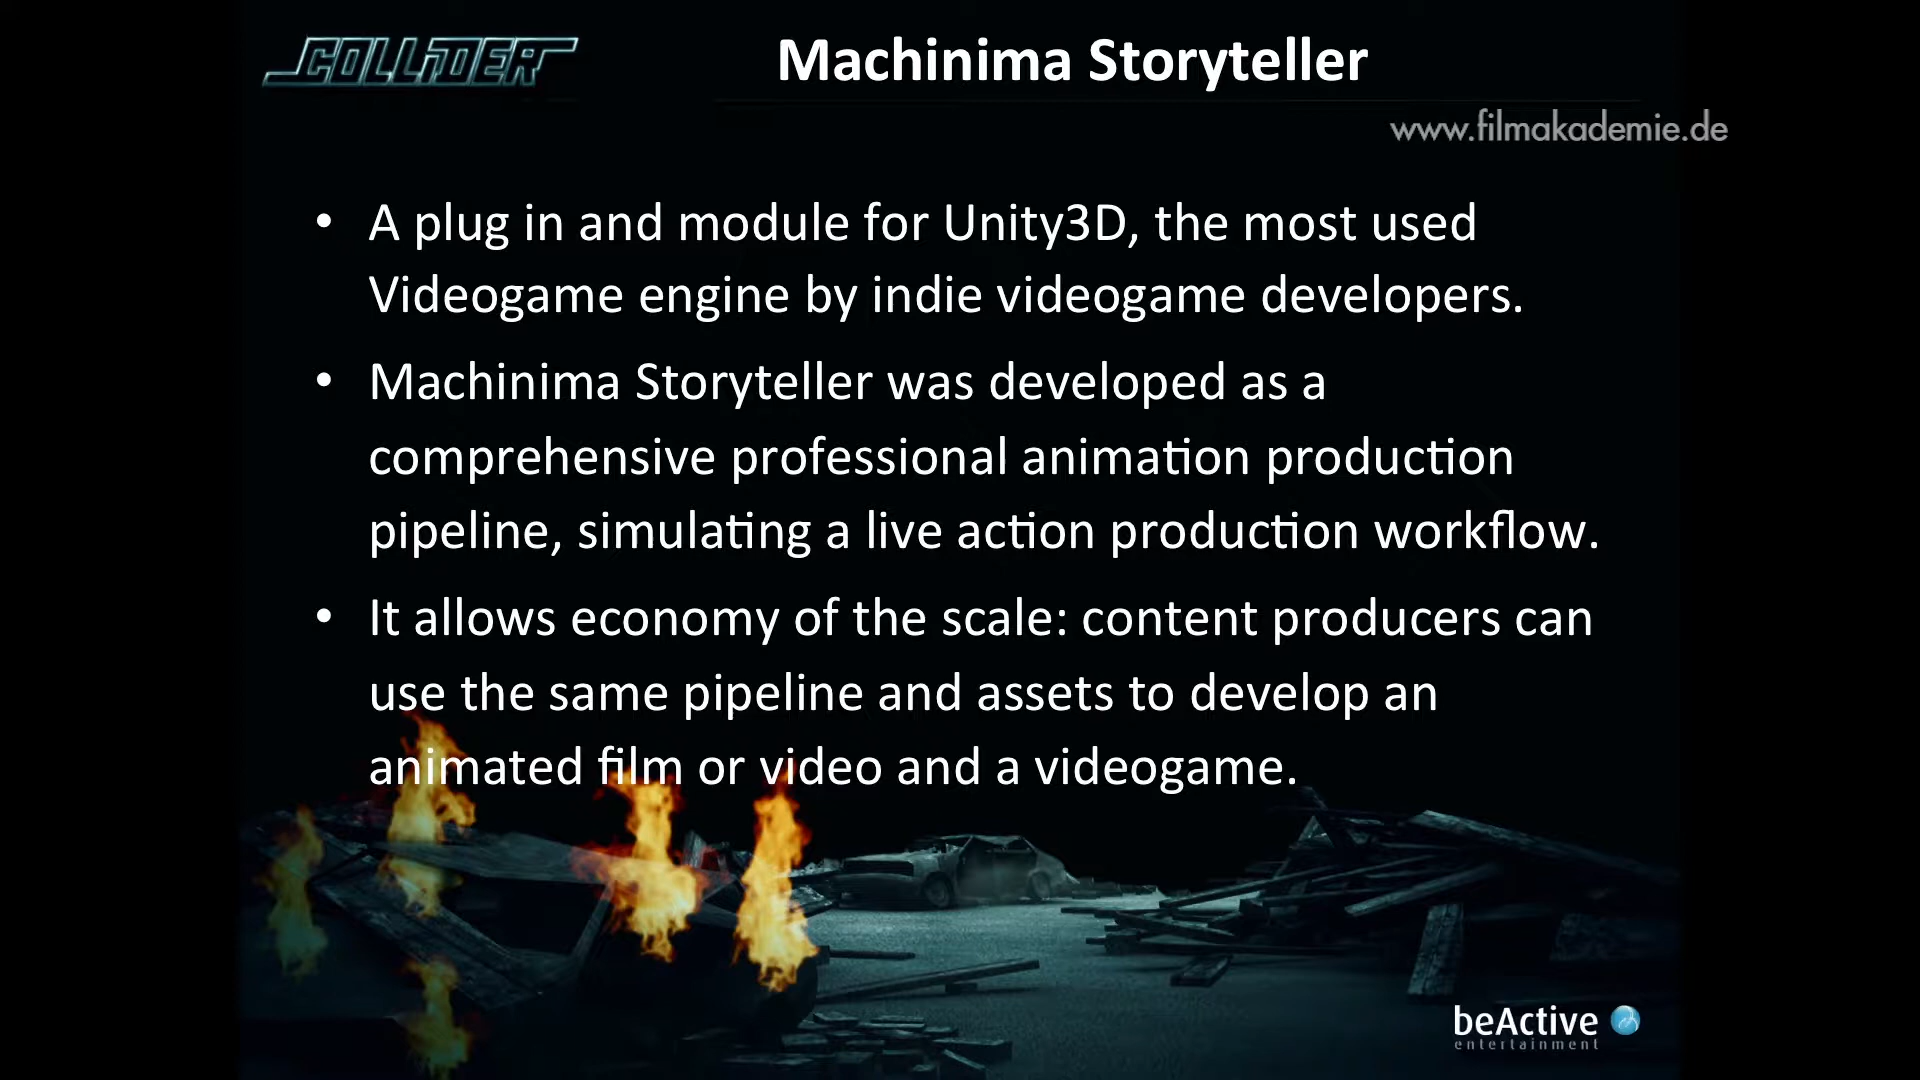 COLLIDER
Machinima Storyteller
www.filmakademie.de
• A plug in and module for Unity3D, the most used
Videogame engine by indie videogame developers.
• Machinima Storyteller was developed as a
comprehensive professional animation production
pipeline, simulating a live action production workflow.
• It allows economy of the scale: content producers can
use the same pipeline and assets to develop an
animated film or video and a videogame.
beActive
entertainment